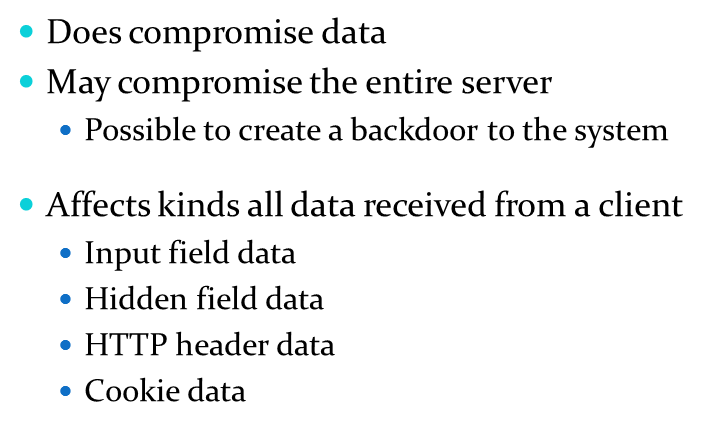 Does compromise data
May compromise the entire server
Possible to create a backdoor to the system
Affects kinds all data received from a client
Input field data
Hidden field data
HTTP header data
Cookie data